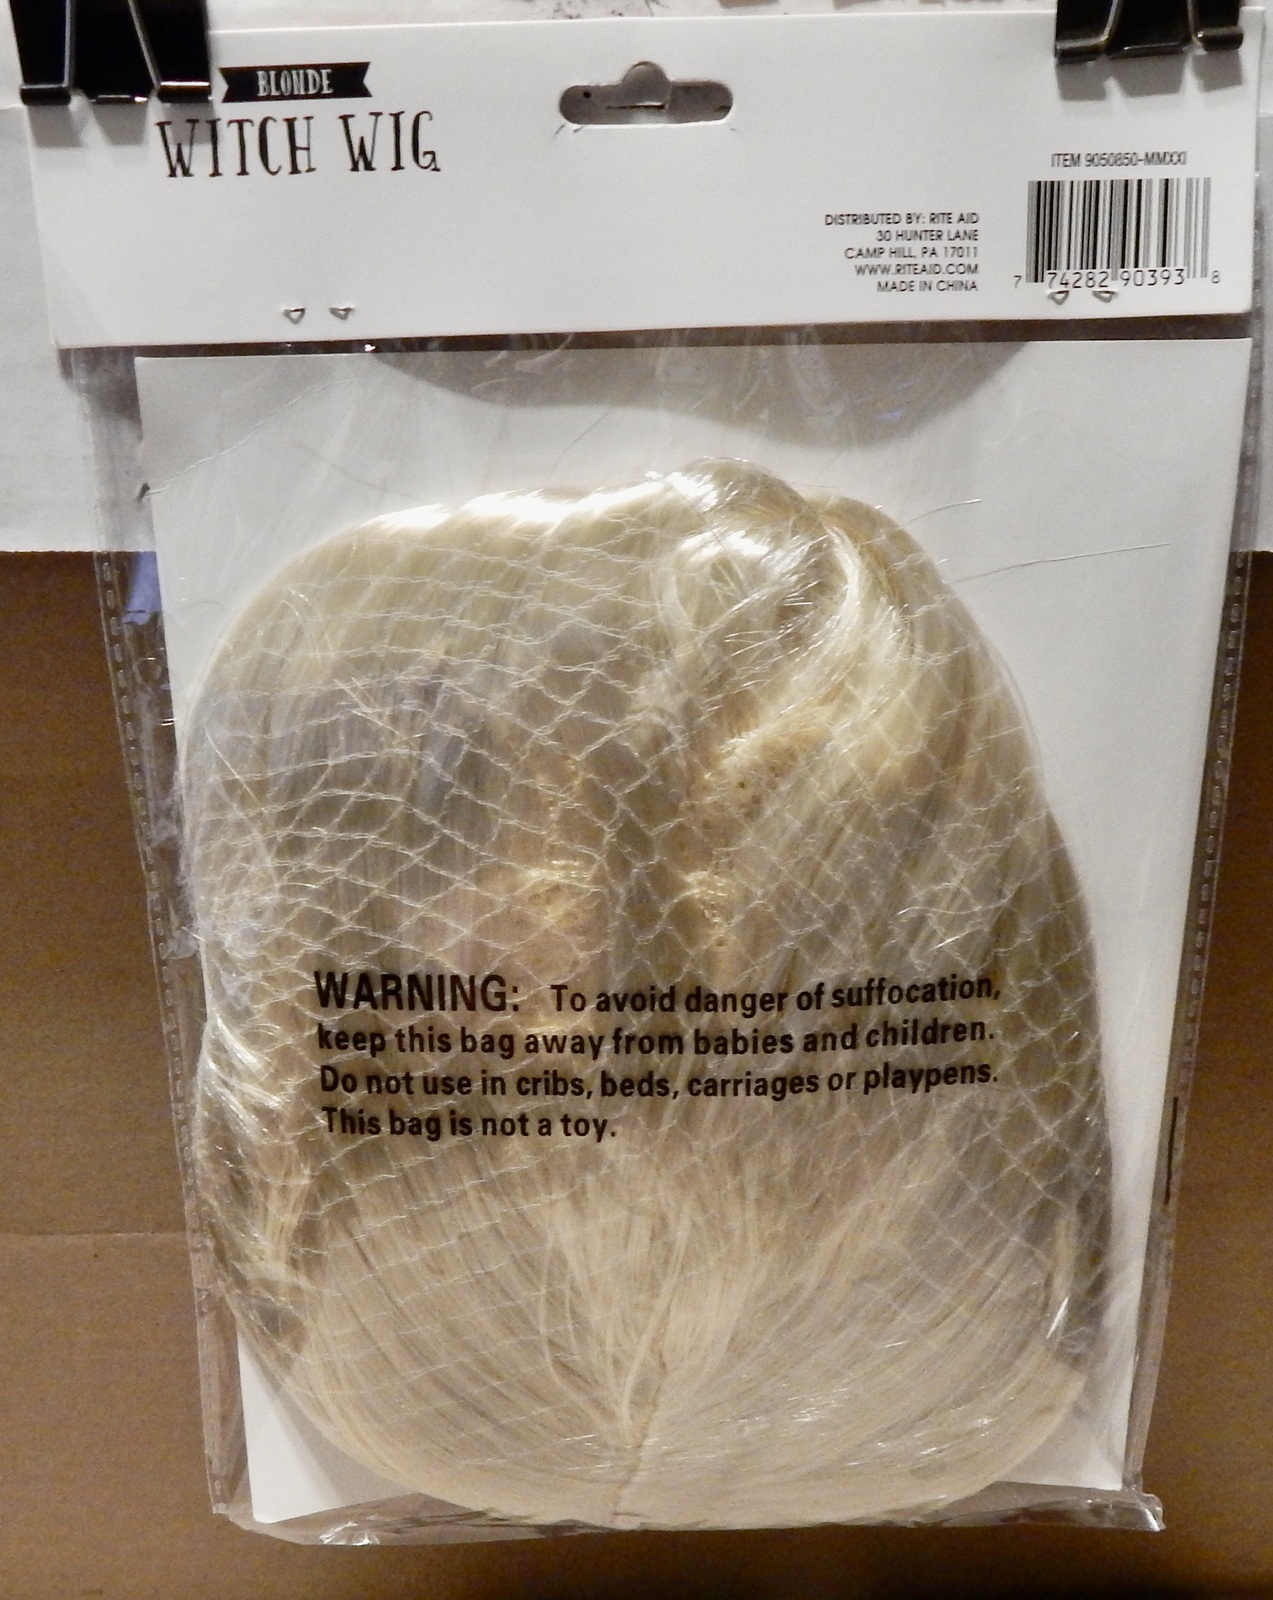 BLONDE
WITCH WIG
ITEM 9050850-MMXXI
DISTRIBUTED BY: RITE AID
30 HUNTER LANE
CAMP HILL, PA 17011
WWW.RITEAID.COM
MADE IN CHINA
7 74282 90393 8
WARNING: To avoid danger of suffocation,
keep this bag away from babies and children.
Do not use in cribs, beds, carriages or playpens.
This bag is not a toy.